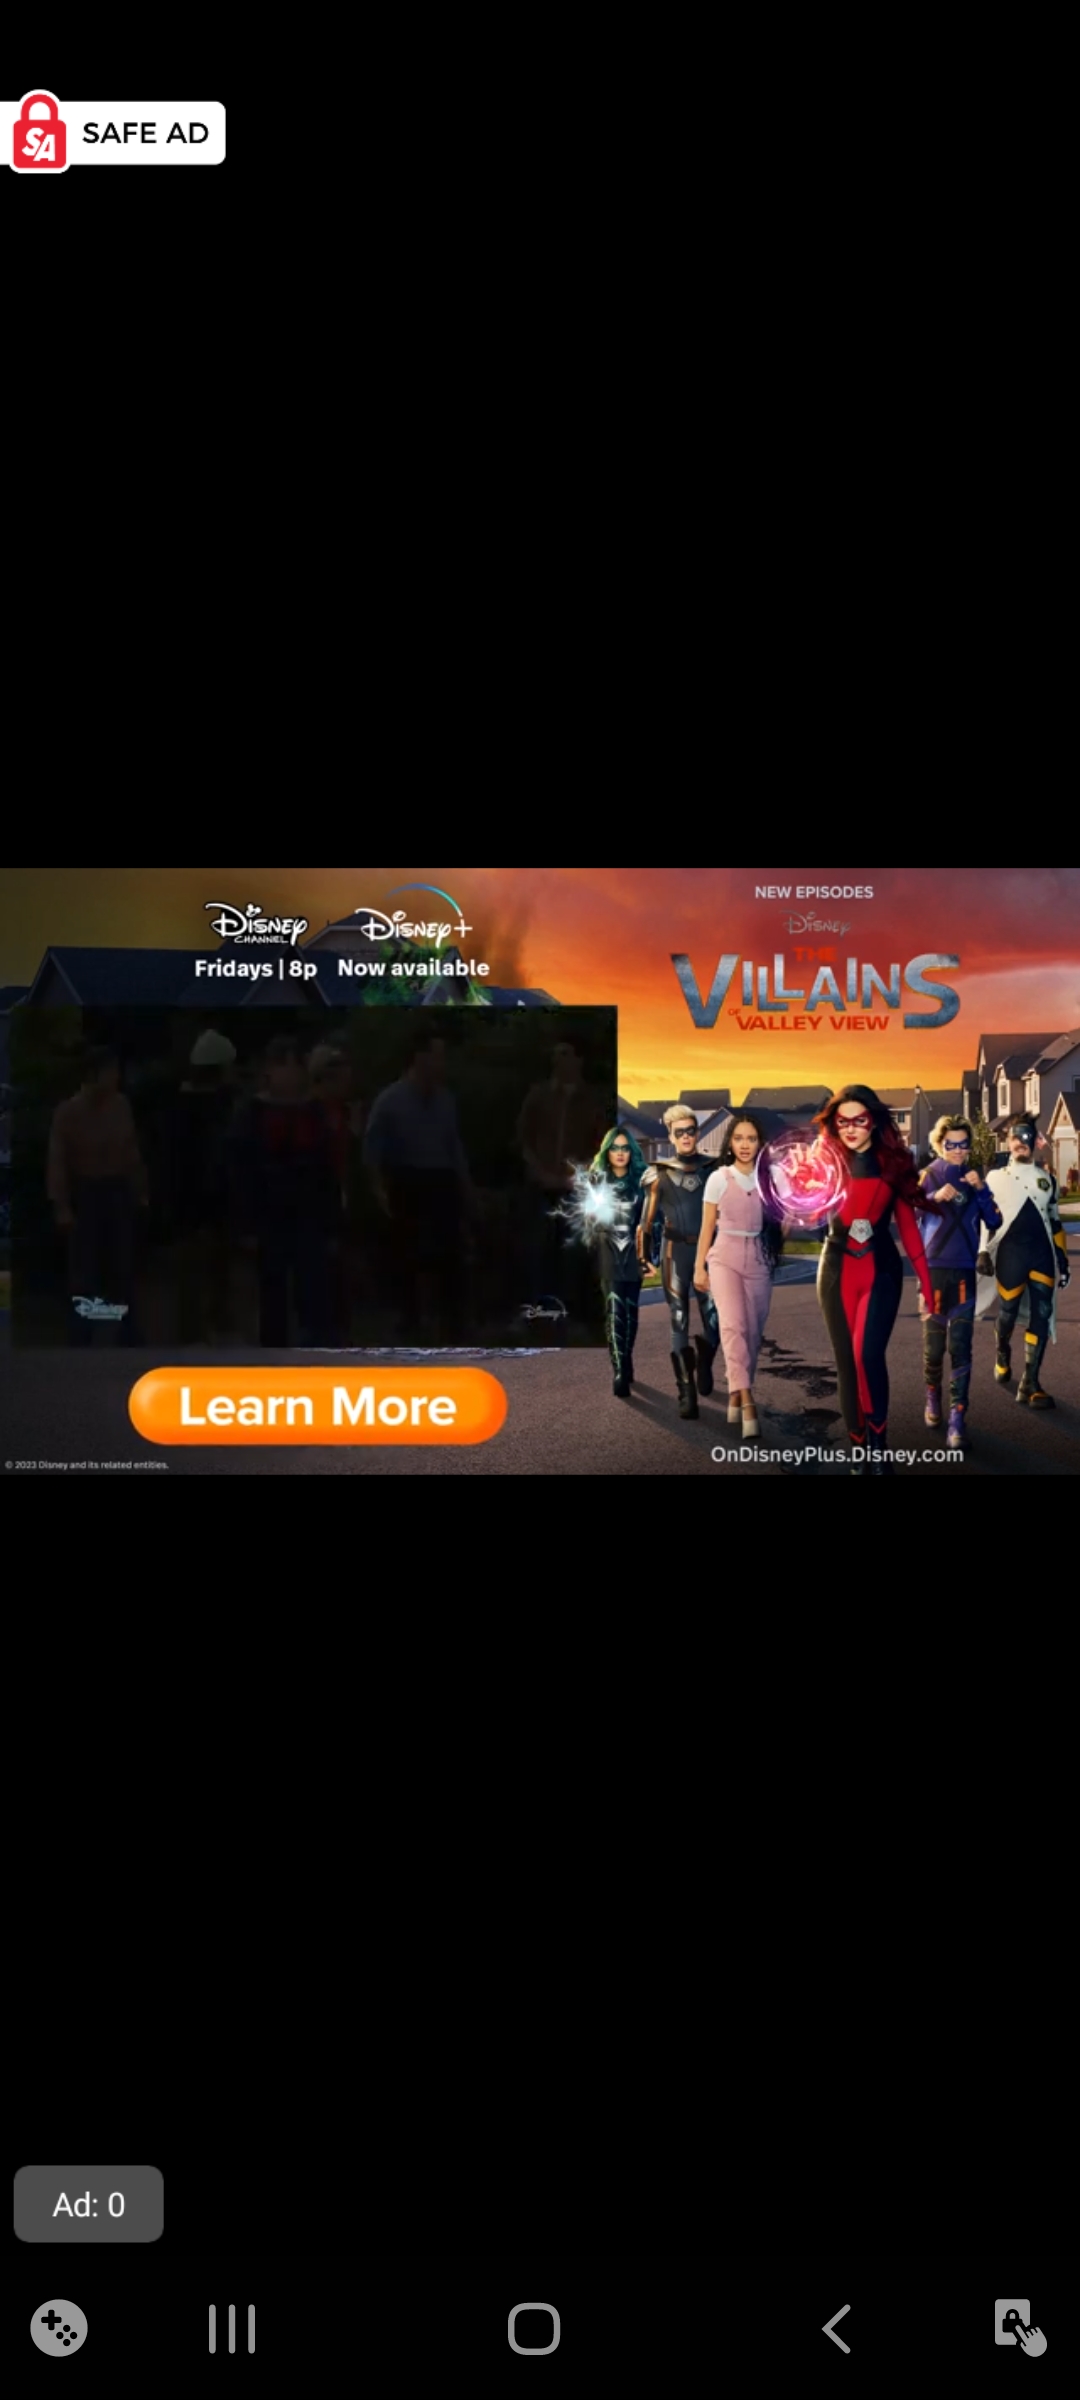 SA SAFE AD
Disney CHANNEL
Disney+
Fridays | 8p
Now available
NEW EPISODES
Disney
THE
VILLAINS
OF VALLEY VIEW
Disney
Disney+
Learn More
OnDisneyPlus.Disney.com
© 2023 Disney and its related entities.
Ad: 0